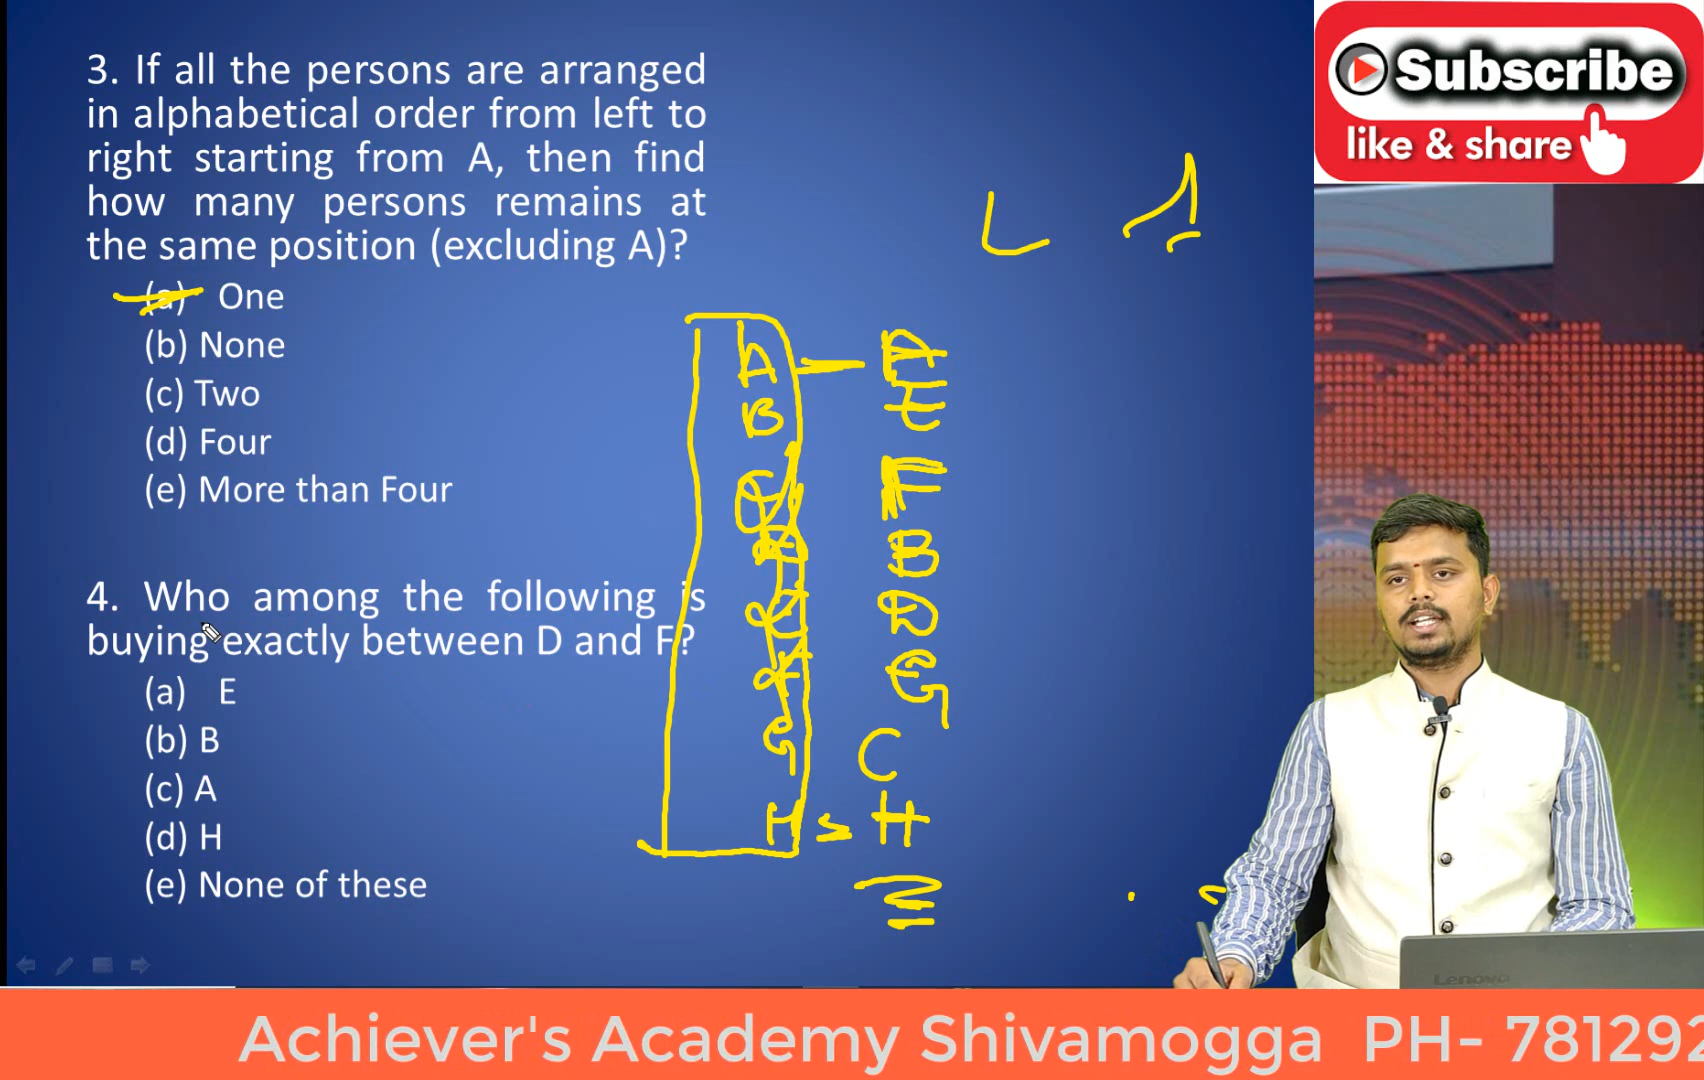 3. If all the persons are arranged
in alphabetical order from left to
right starting from A, then find
how many persons remains at
the same position (excluding A)?
(a) One
(b) None
(c) Two
(d) Four
(e) More than Four
4. Who among the following is
buying exactly between D and F?
(a) E
(b) B
(c) A
(d) H
(e) None of these
L
A
B
G
H
A
E
F
B
D
G
C
H
Subscribe
like & share
Lenovo
Achiever's Academy Shivamogga PH- 781292